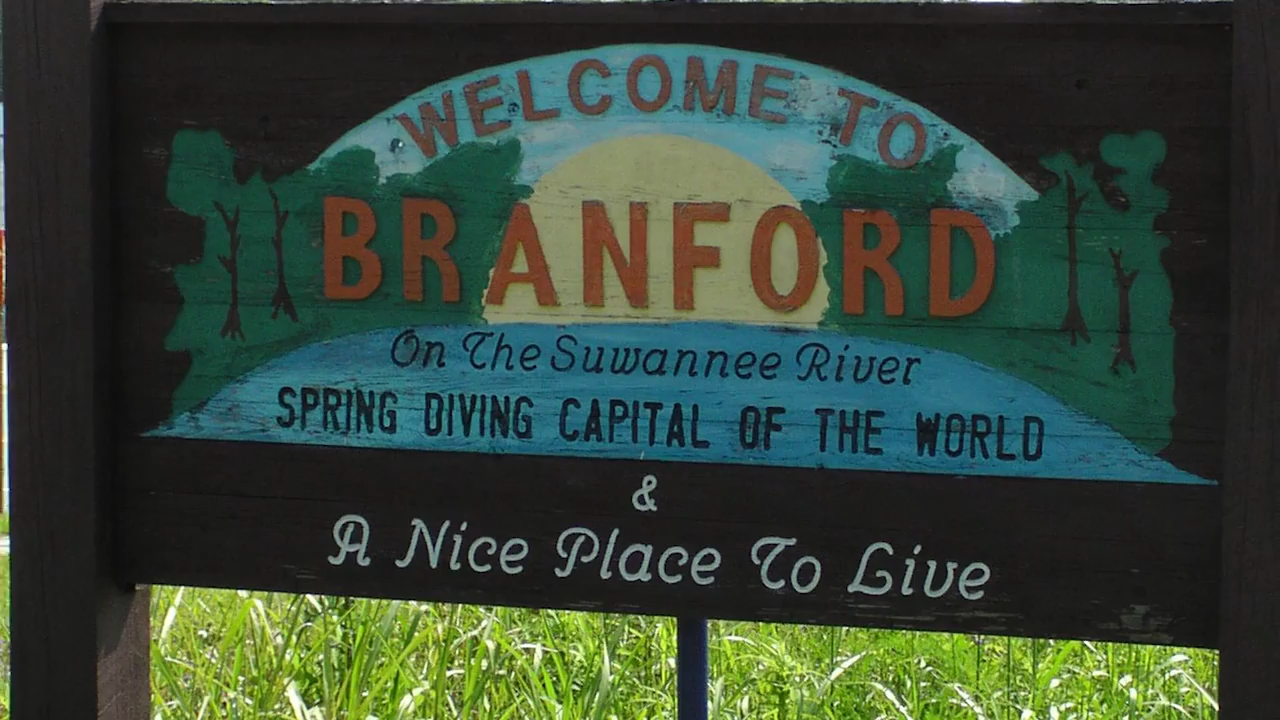 WELCOME TO
BRANFORD
On The Suwannee River
SPRING DIVING CAPITAL OF THE WORLD
&
A Nice Place To Live